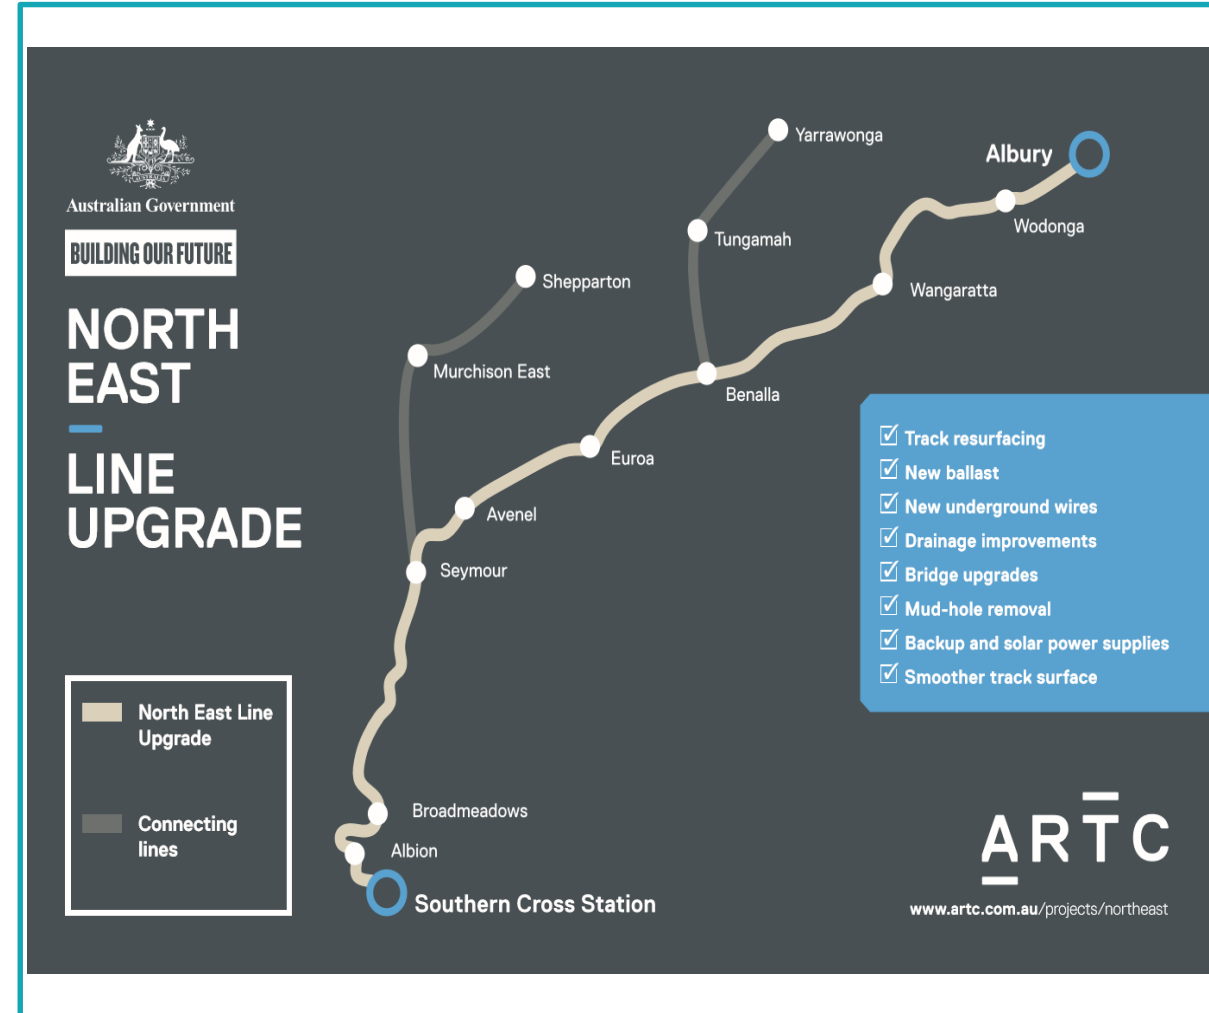 Australian Government
BUILDING OUR FUTURE
NORTH
EAST
LINE
UPGRADE
Yarrawonga
Albury
Wodonga
Tungamah
Shepparton
Wangaratta
Murchison East
Benalla
Euroa
Avenel
Seymour
Broadmeadows
Albion
Southern Cross Station
Track resurfacing
New ballast
New underground wires
Drainage improvements
Bridge upgrades
Mud-hole removal
Backup and solar power supplies
Smoother track surface
North East Line
Upgrade
Connecting
lines
ARTC
www.artc.com.au/projects/northeast